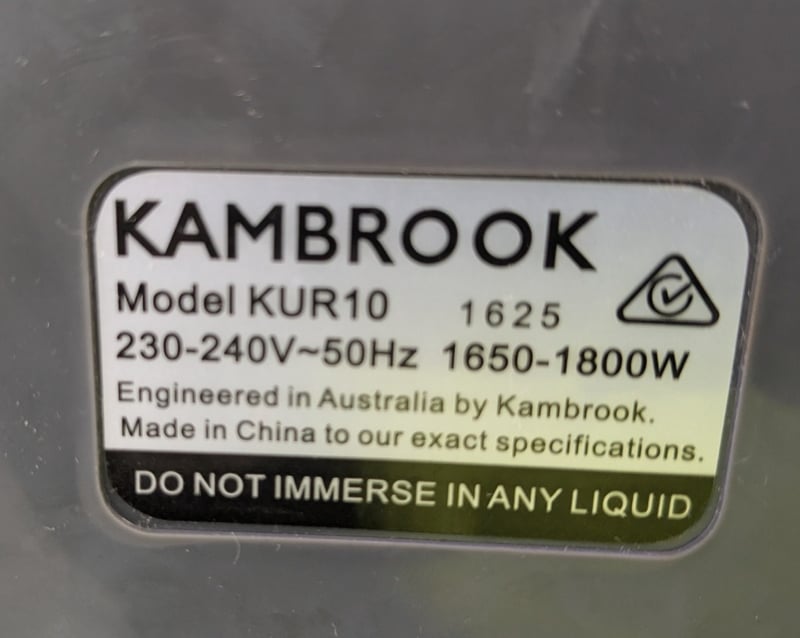 KAMBROOK
Model KUR10 1625
230-240V~50Hz 1650-1800W
Engineered in Australia by Kambrook.
Made in China to our exact specifications.
DO NOT IMMERSE IN ANY LIQUID